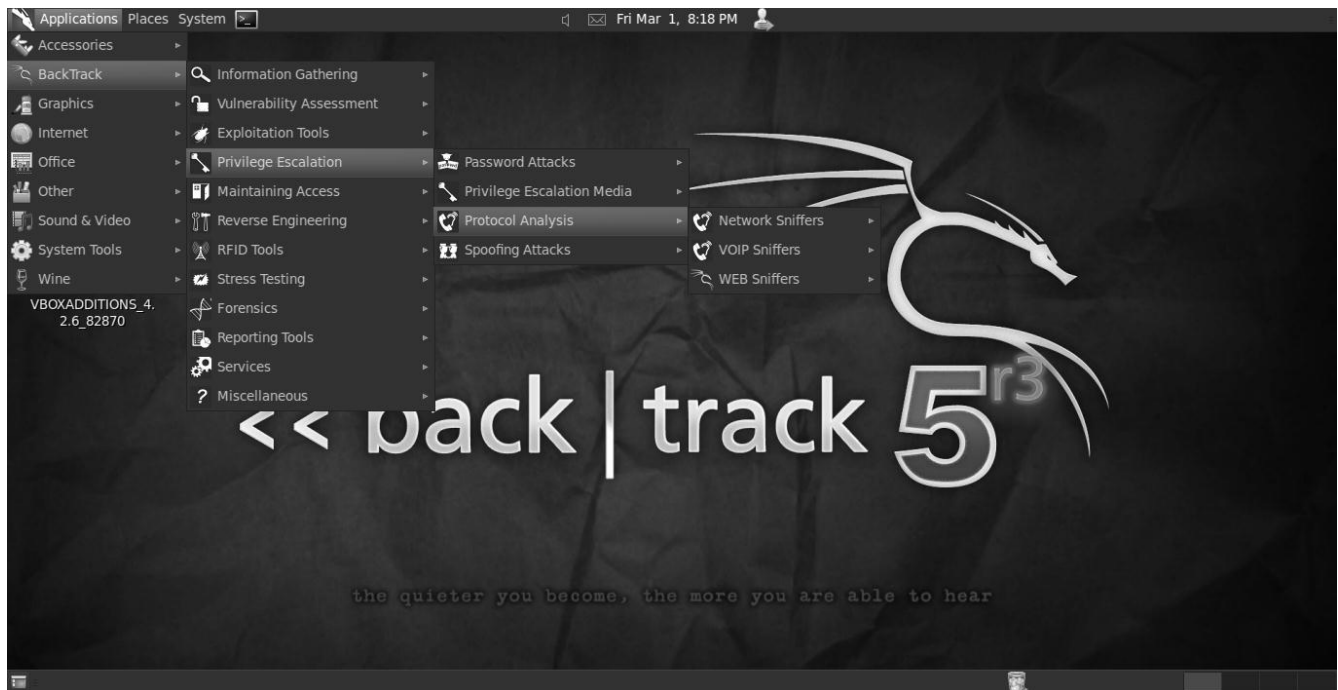 Applications Places System
Fri Mar 1, 8:18 PM
Accessories
BackTrack
Graphics
Internet
Office
Other
Sound & Video
System Tools
Wine
Information Gathering
Vulnerability Assessment
Exploitation Tools
Privilege Escalation
Maintaining Access
Reverse Engineering
RFID Tools
Stress Testing
Forensics
Reporting Tools
Services
Miscellaneous
Password Attacks
Privilege Escalation Media
Protocol Analysis
Spoofing Attacks
Network Sniffers
VOIP Sniffers
WEB Sniffers
VBOXADDITIONS_4.
2.6_82870
<< back | track 5 r3
the quieter you become, the more you are able to hear